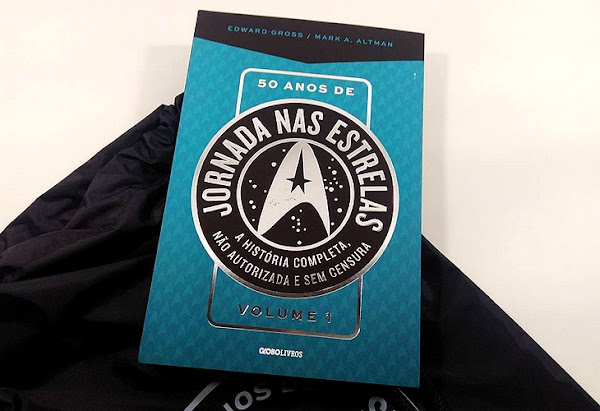 EDWARD GROSS / MARK A. ALTMAN
50 ANOS DE
JORNADA NAS ESTRELAS
A HISTÓRIA COMPLETA,
NÃO AUTORIZADA E SEM CENSURA
VOLUME 1
GLOBOLIVROS